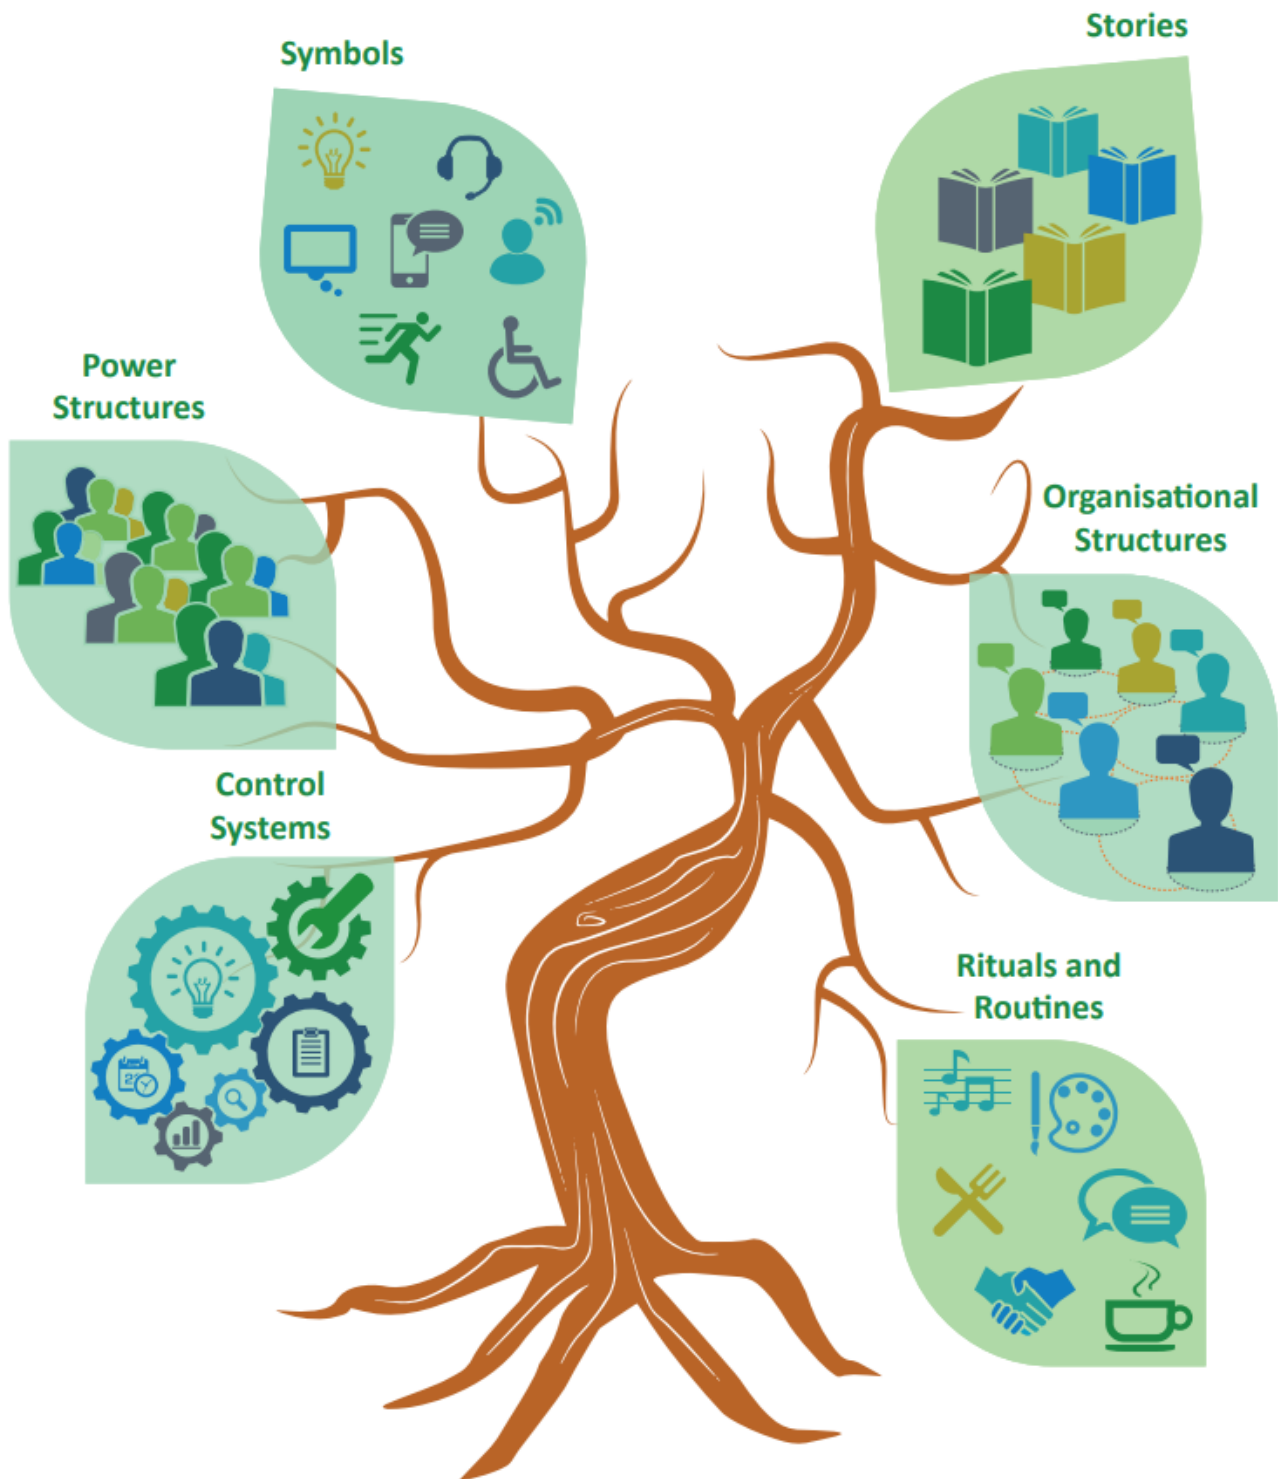 Symbols
Stories
Power
Structures
Organisational
Structures
Control
Systems
Rituals and
Routines